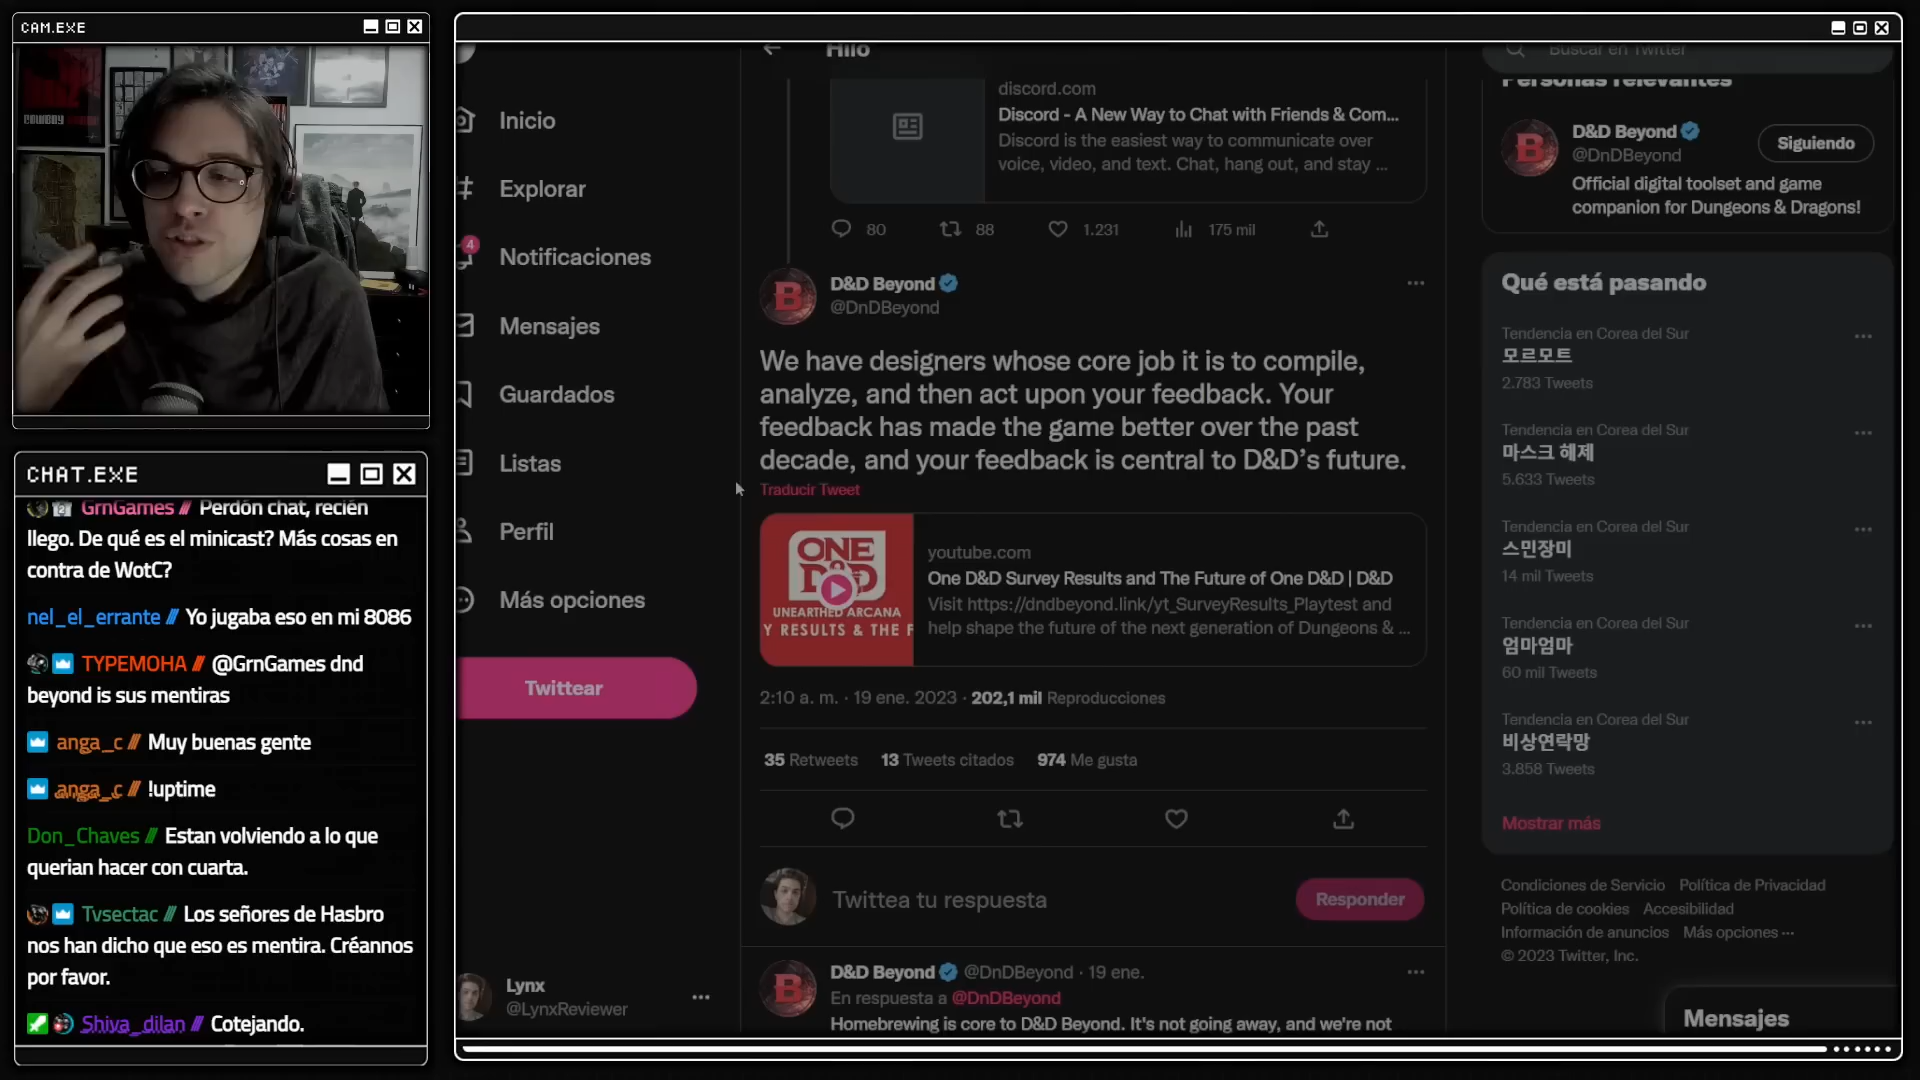 CAM.EXE
COWBOY
CHAT.EXE
GrnGames // Perdón chat, recién
llego. De qué es el minicast? Más cosas en
contra de WotC?
nel_el_errante // Yo jugaba eso en mi 8086
TYPEMOHA // @GrnGames dnd
beyond is sus mentiras
anga_c // Muy buenas gente
anga_c // !uptime
Don_Chaves // Estan volviendo a lo que
querian hacer con cuarta.
Tvsectac // Los señores de Hasbro
nos han dicho que eso es mentira. Créannos
por favor.
Shiva_dilan // Cotejando.
Inicio
Explorar
4
Notificaciones
Mensajes
Guardados
Listas
Perfil
Más opciones
Twittear
Lynx
@LynxReviewer
Hilo
discord.com
Discord - A New Way to Chat with Friends & Com...
Discord is the easiest way to communicate over
voice, video, and text. Chat, hang out, and stay ...
80 88 1.231 175 mil
D&D Beyond
@DnDBeyond
We have designers whose core job it is to compile,
analyze, and then act upon your feedback. Your
feedback has made the game better over the past
decade, and your feedback is central to D&D’s future.
Traducir Tweet
ONE
D&D
UNEARTHED ARCANA
Y RESULTS & THE F
youtube.com
One D&D Survey Results and The Future of One D&D | D&D
Visit https://dndbeyond.link/yt_SurveyResults_Playtest and
help shape the future of the next generation of Dungeons & ...
2:10 a. m. · 19 ene. 2023 · 202,1 mil Reproducciones
35 Retweets 13 Tweets citados 974 Me gusta
Twittea tu respuesta
Responder
D&D Beyond @DnDBeyond · 19 ene.
En respuesta a @DnDBeyond
Homebrewing is core to D&D Beyond. It's not going away, and we're not
Buscar en Twitter
Personas relevantes
D&D Beyond
@DnDBeyond
Siguiendo
Official digital toolset and game
companion for Dungeons & Dragons!
Qué está pasando
Tendencia en Corea del Sur
모르모트
2.783 Tweets
Tendencia en Corea del Sur
마스크 해제
5.633 Tweets
Tendencia en Corea del Sur
스민장미
14 mil Tweets
Tendencia en Corea del Sur
엄마엄마
60 mil Tweets
Tendencia en Corea del Sur
비상연락망
3.858 Tweets
Mostrar más
Condiciones de Servicio Política de Privacidad
Política de cookies Accesibilidad
Información de anuncios Más opciones ···
© 2023 Twitter, Inc.
Mensajes